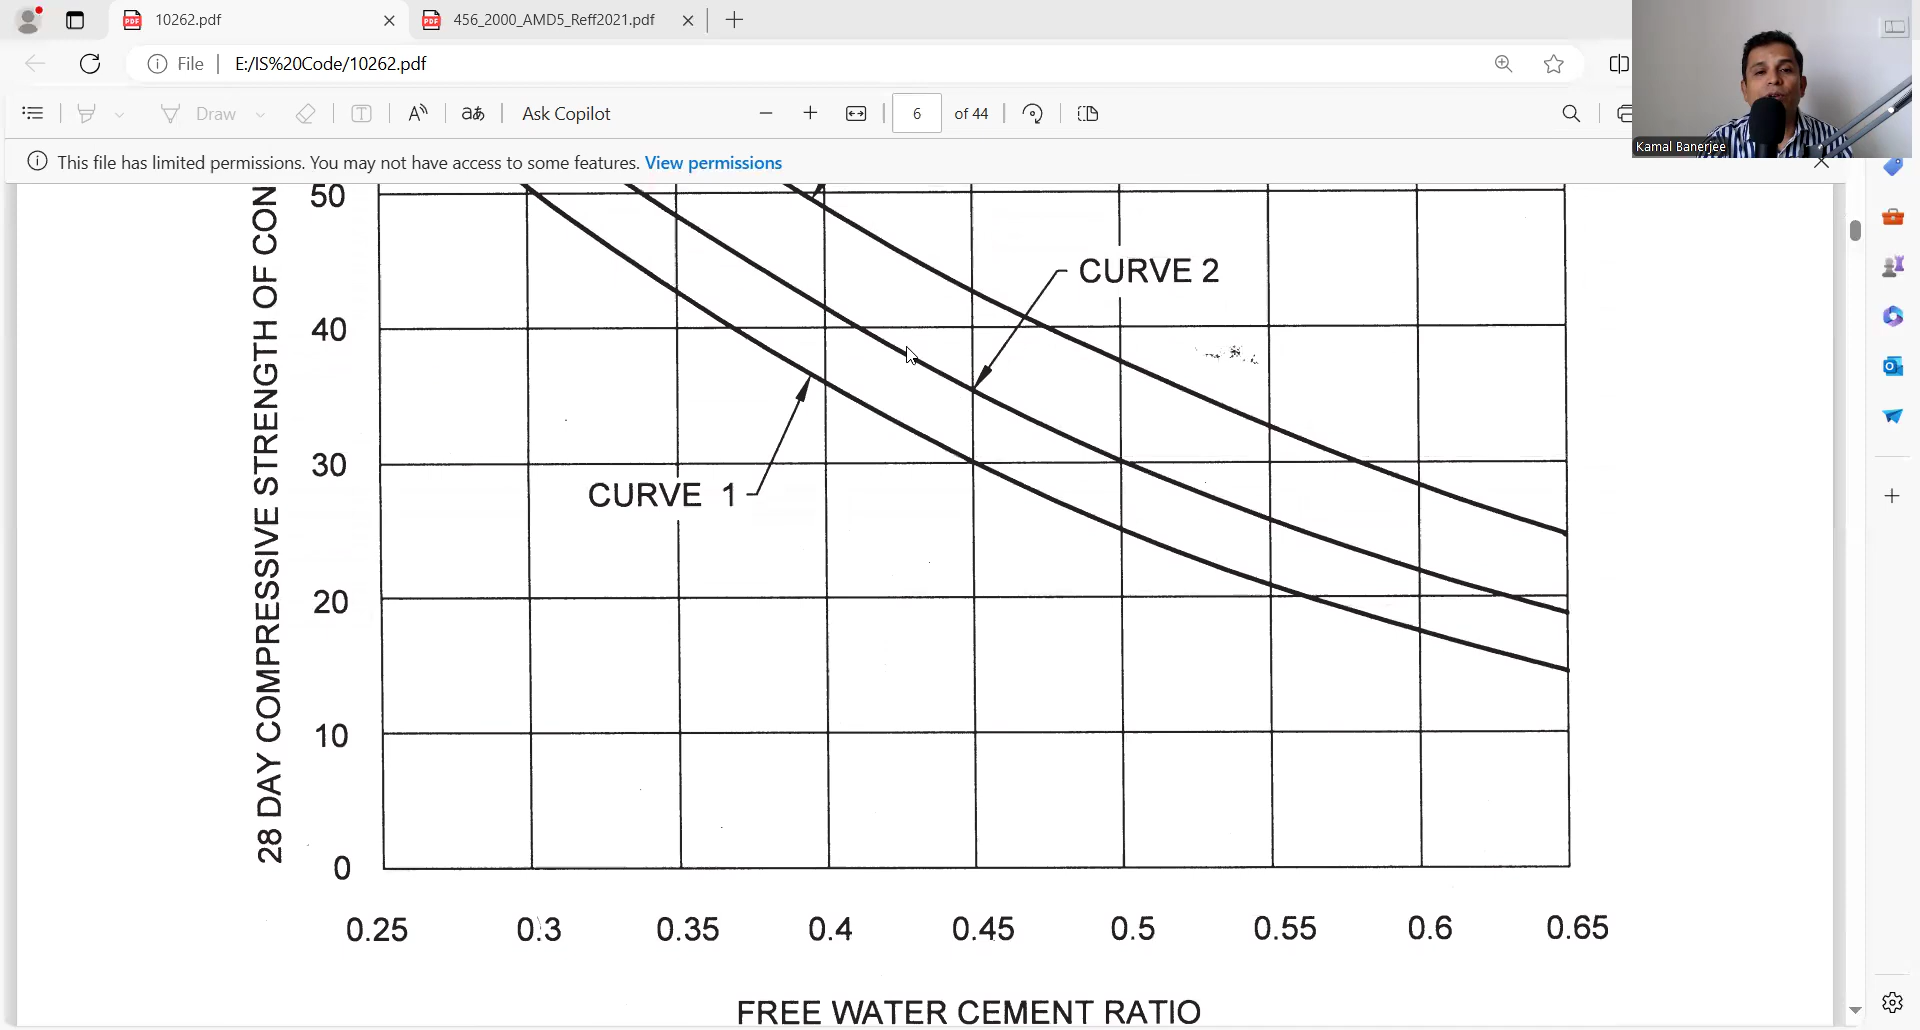 10262.pdf
456_2000_AMD5_Reff2021.pdf
File
E:/IS%20Code/10262.pdf
Draw
aあ
Ask Copilot
6 of 44
This file has limited permissions. You may not have access to some features. View permissions
Kamal Banerjee
28 DAY COMPRESSIVE STRENGTH OF CON
50
40
30
20
10
0
CURVE 2
CURVE 1
0.25 0.3 0.35 0.4 0.45 0.5 0.55 0.6 0.65
FREE WATER CEMENT RATIO